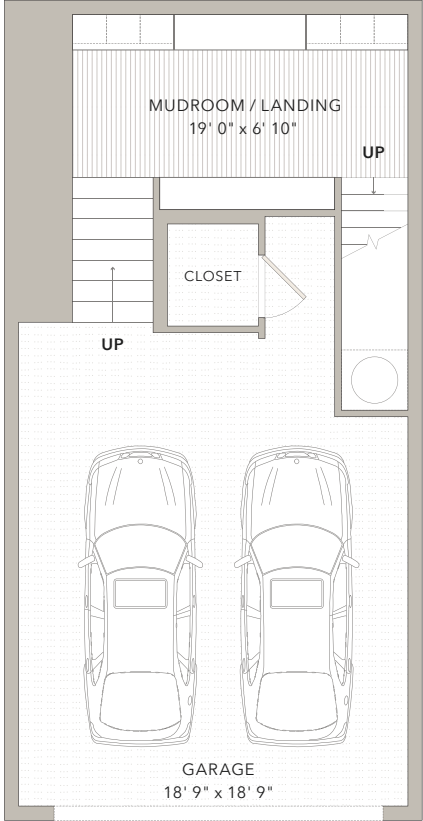 MUDROOM / LANDING
19' 0" x 6' 10"
UP
CLOSET
UP
GARAGE
18' 9" x 18' 9"